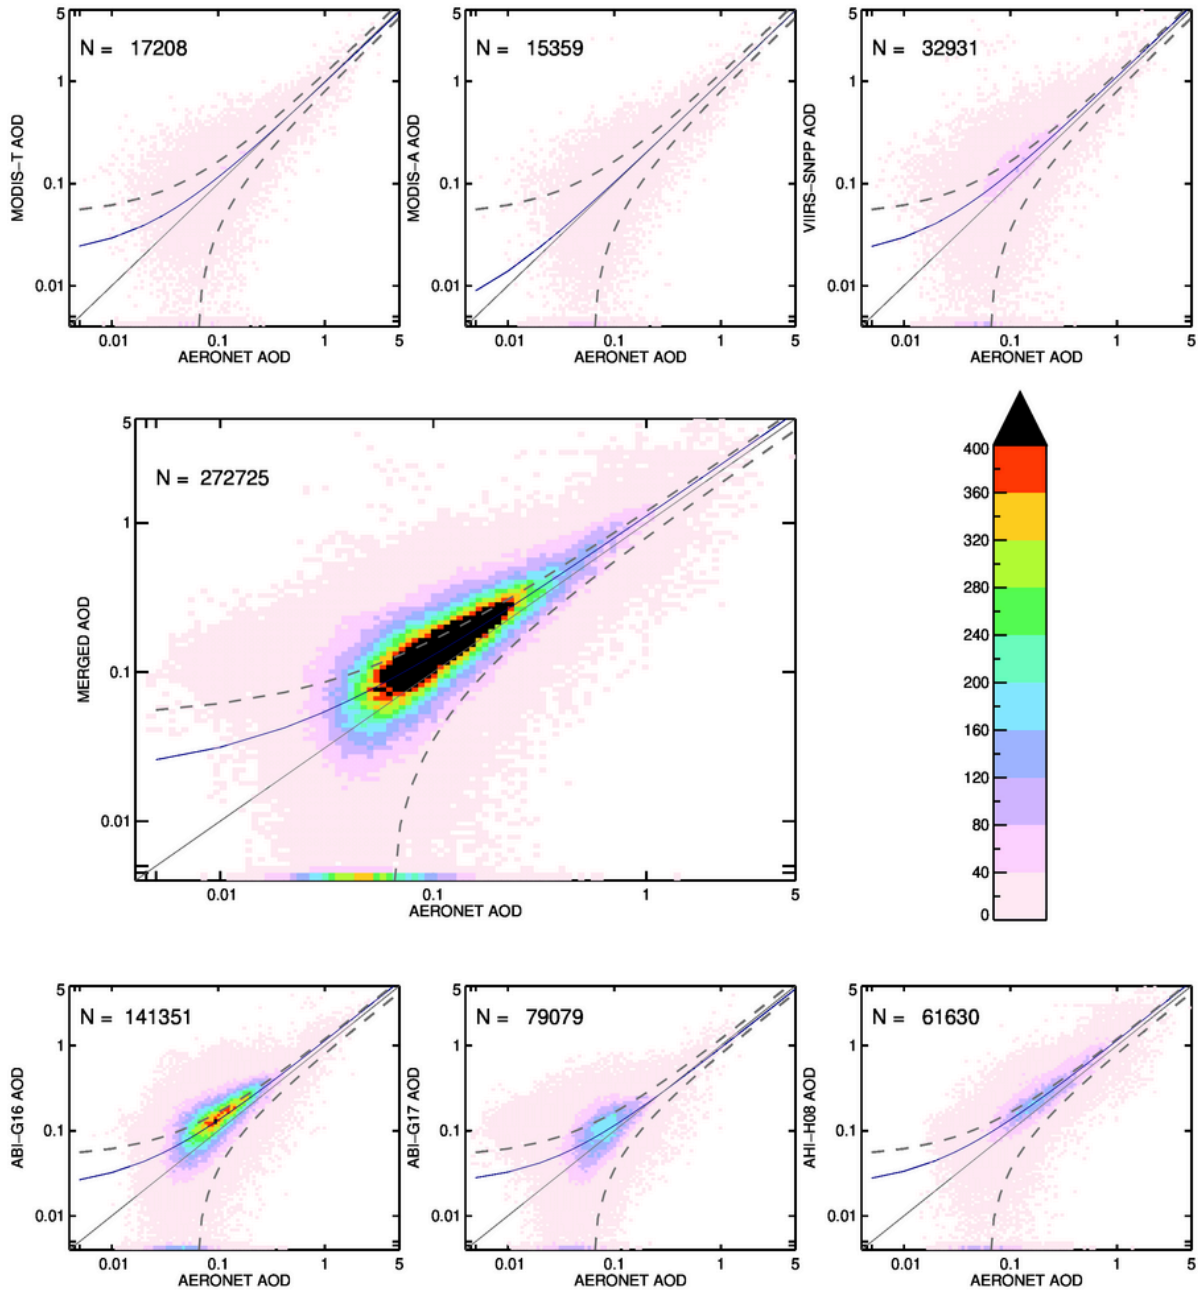 5
1
0.1
0.01
MODIS-T AOD
N = 17208
0.01 0.1 1 5
AERONET AOD
5
1
0.1
0.01
MODIS-A AOD
N = 15359
0.01 0.1 1 5
AERONET AOD
5
1
0.1
0.01
VIIRS-SNPP AOD
N = 32931
0.01 0.1 1 5
AERONET AOD
5
1
0.1
0.01
MERGED AOD
N = 272725
0.01 0.1 1 5
AERONET AOD
400
360
320
280
240
200
160
120
80
40
0
5
1
0.1
0.01
ABI-G16 AOD
N = 141351
0.01 0.1 1 5
AERONET AOD
5
1
0.1
0.01
ABI-G17 AOD
N = 79079
0.01 0.1 1 5
AERONET AOD
5
1
0.1
0.01
AHI-H08 AOD
N = 61630
0.01 0.1 1 5
AERONET AOD